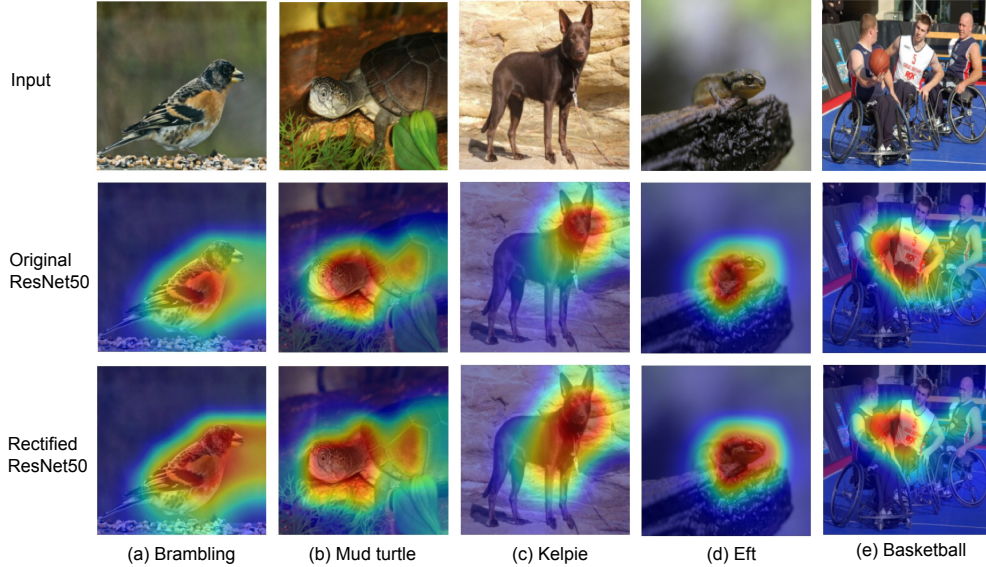 Input
Original
ResNet50
Rectified
ResNet50
(a) Brambling
(b) Mud turtle
(c) Kelpie
(d) Eft
(e) Basketball